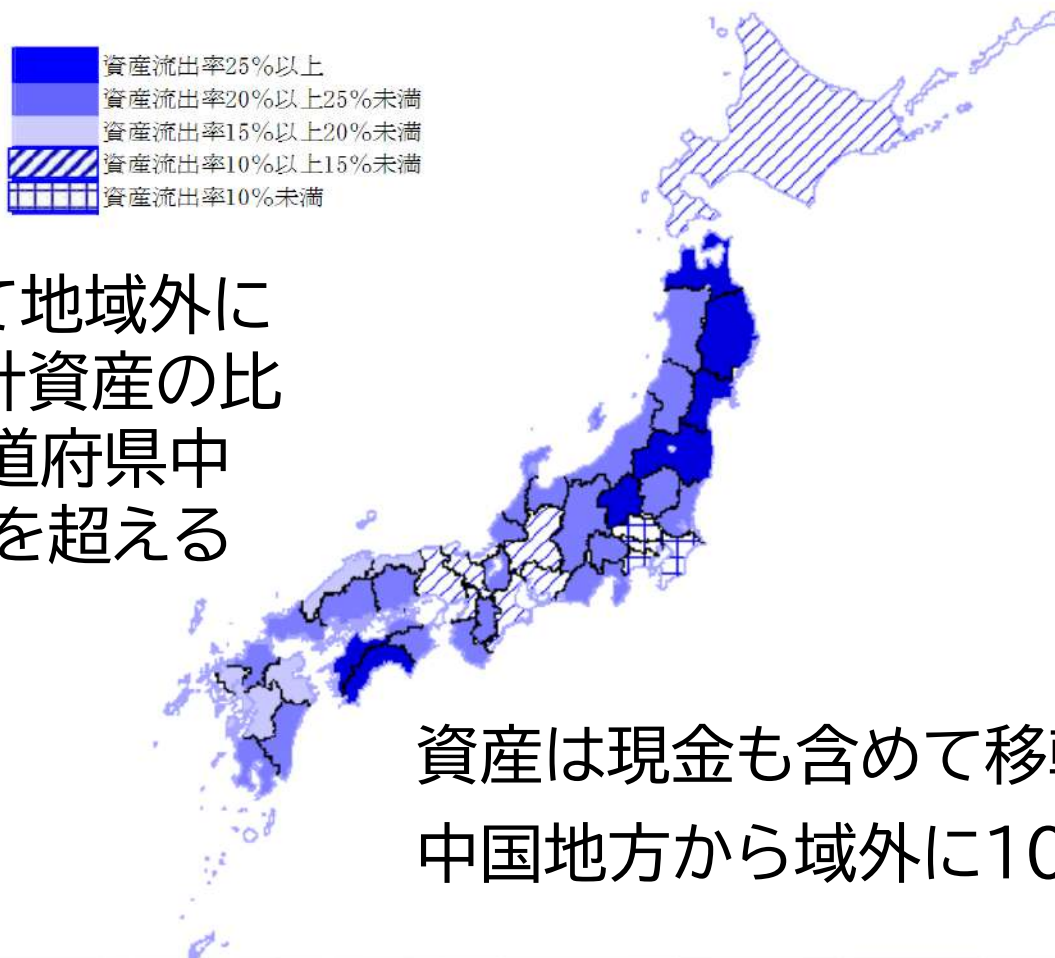 資産流出率25%以上
資産流出率20%以上25%未満
資産流出率15%以上20%未満
資産流出率10%以上15%未満
資産流出率10%未満
て地域外に
計資産の比
道府県中
を超える
資産は現金も含めて移転
中国地方から域外に10